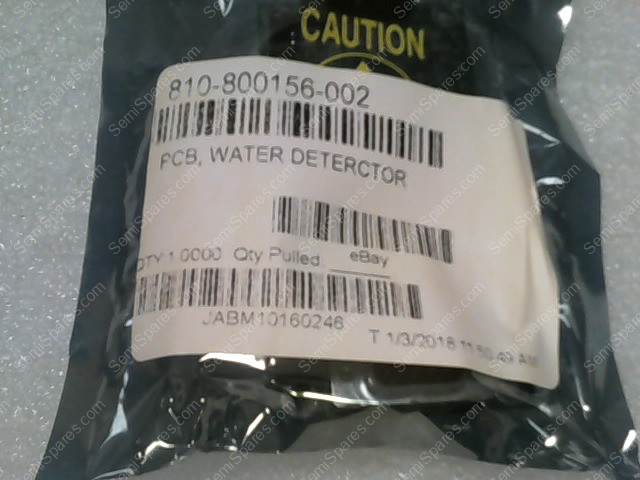 CAUTION
810-800156-002
PCB, WATER DETERCTOR
QTY 1.0000 Qty Pulled eBay
JABM10160246
T 1/3/2018 11:50:49 AM
SemiSpares.com